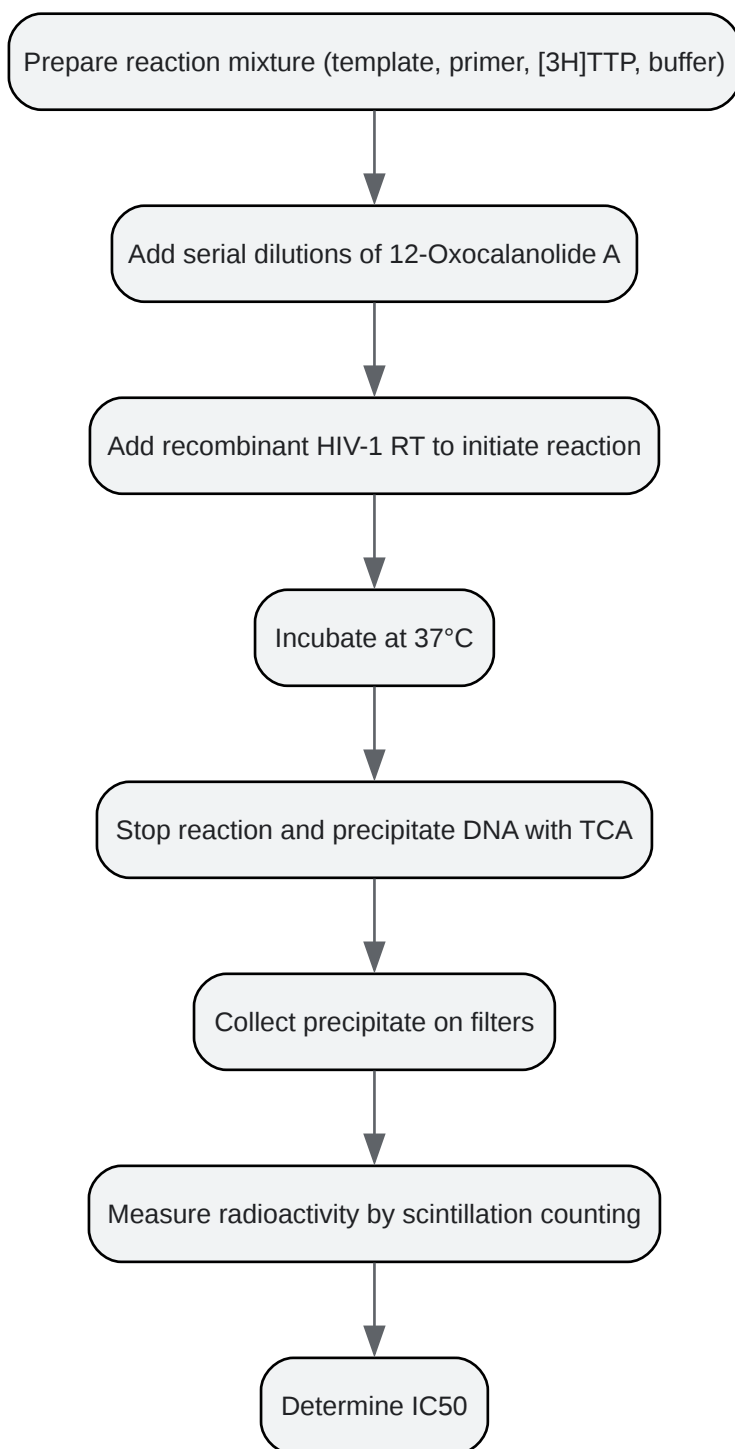 Prepare reaction mixture (template, primer, [3H]TTP, buffer)
Add serial dilutions of 12-Oxocalanolide A
Add recombinant HIV-1 RT to initiate reaction
Incubate at 37°C
Stop reaction and precipitate DNA with TCA
Collect precipitate on filters
Measure radioactivity by scintillation counting
Determine IC50